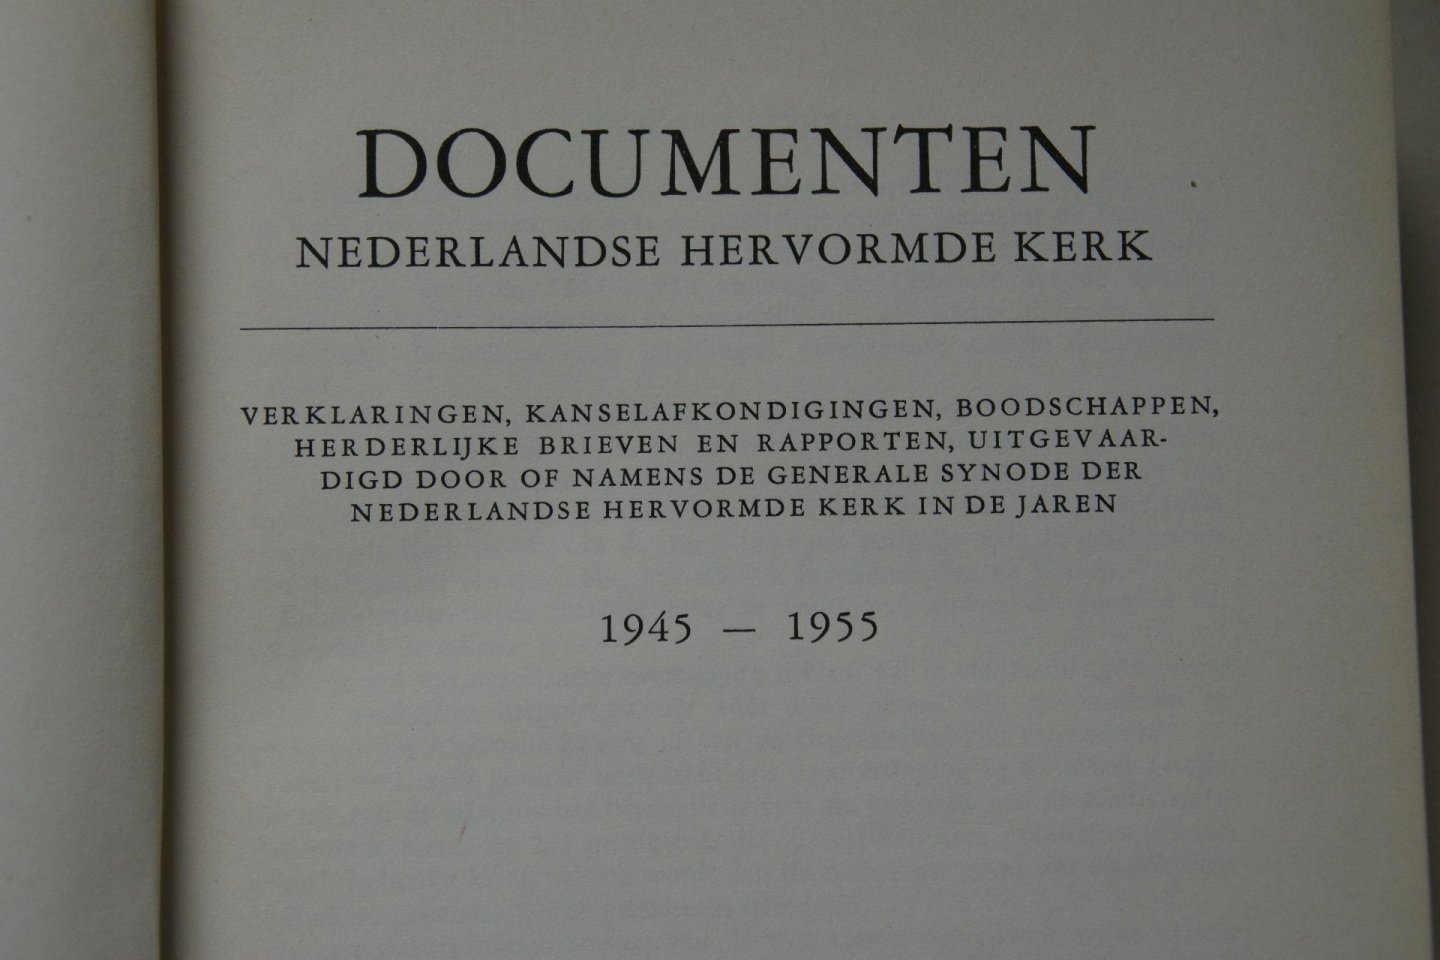 DOCUMENTEN
NEDERLANDSE HERVORMDE KERK
VERKLARINGEN, KANSELAFKONDIGINGEN, BOODSCHAPPEN,
HERDERLIJKE BRIEVEN EN RAPPORTEN, UITGEVAAR-
DIGD DOOR OF NAMENS DE GENERALE SYNODE DER
NEDERLANDSE HERVORMDE KERK IN DE JAREN
1945 — 1955